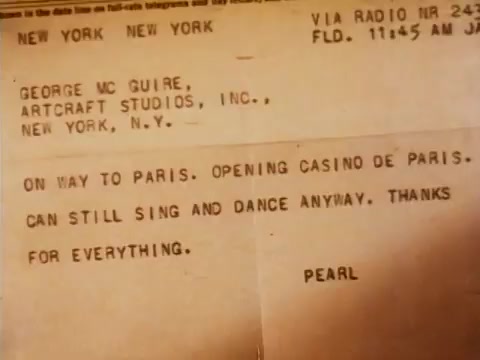 shown in the date line on full-rate telegrams and day
NEW YORK NEW YORK
VIA RADIO NR 243
FLD. 11:45 AM JA
GEORGE MC GUIRE,
ARTCRAFT STUDIOS, INC.,
NEW YORK, N.Y.
ON WAY TO PARIS. OPENING CASINO DE PARIS.
CAN STILL SING AND DANCE ANYWAY. THANKS
FOR EVERYTHING.
PEARL